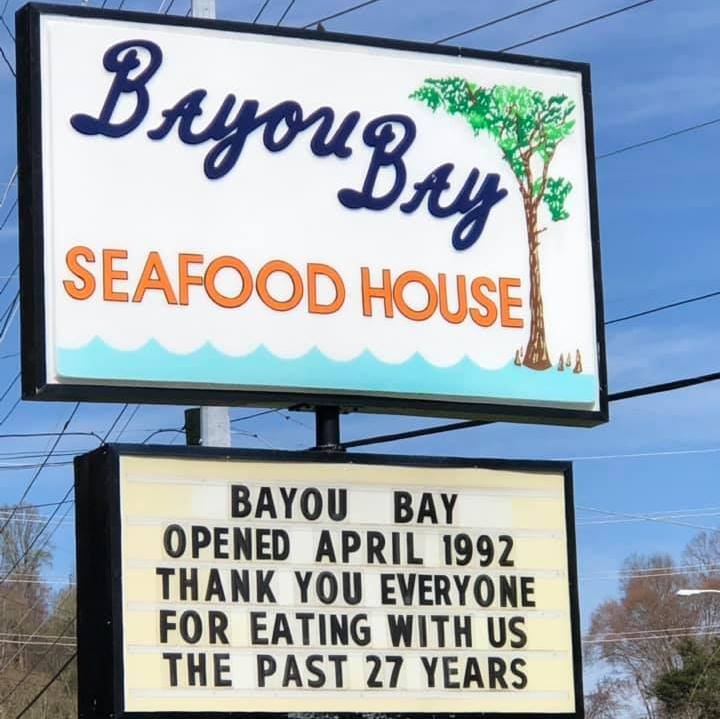 Bayou Bay
SEAFOOD HOUSE
BAYOU BAY
OPENED APRIL 1992
THANK YOU EVERYONE
FOR EATING WITH US
THE PAST 27 YEARS